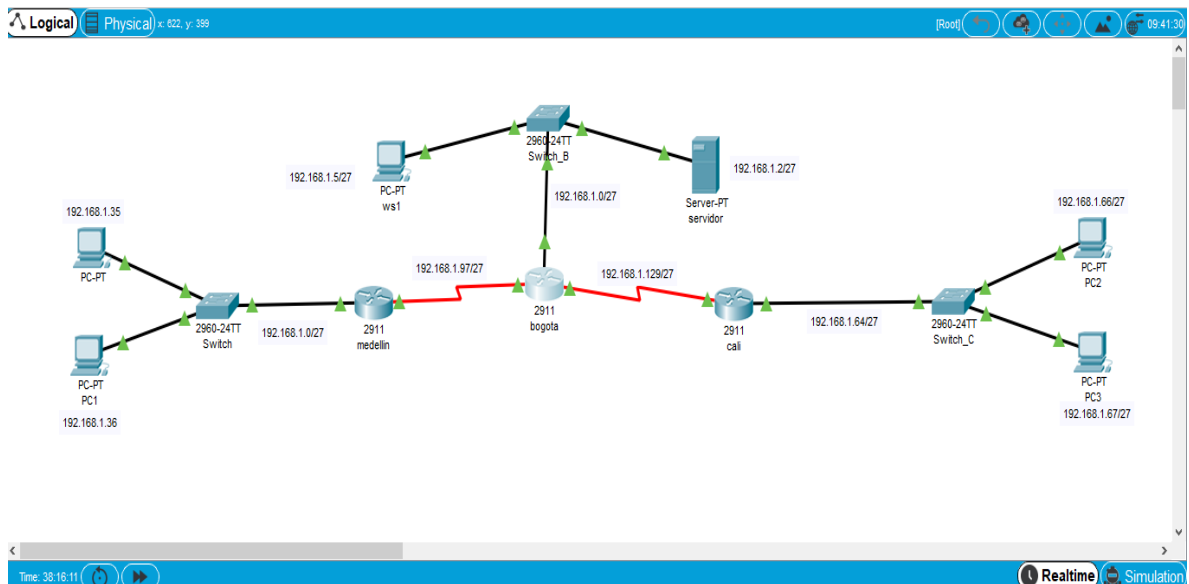 Logical
Physical x: 622, y: 399
[Root]
09:41:30
2960-24TT
Switch_B
192.168.1.5/27
PC-PT
ws1
192.168.1.2/27
Server-PT
servidor
192.168.1.0/27
192.168.1.35
PC-PT
192.168.1.66/27
PC-PT
PC2
192.168.1.97/27
192.168.1.129/27
2960-24TT
Switch
192.168.1.0/27
2911
medellin
2911
bogota
2911
cali
192.168.1.64/27
2960-24TT
Switch_C
PC-PT
PC1
192.168.1.36
PC-PT
PC3
192.168.1.67/27
Time: 38:16:11
Realtime
Simulation